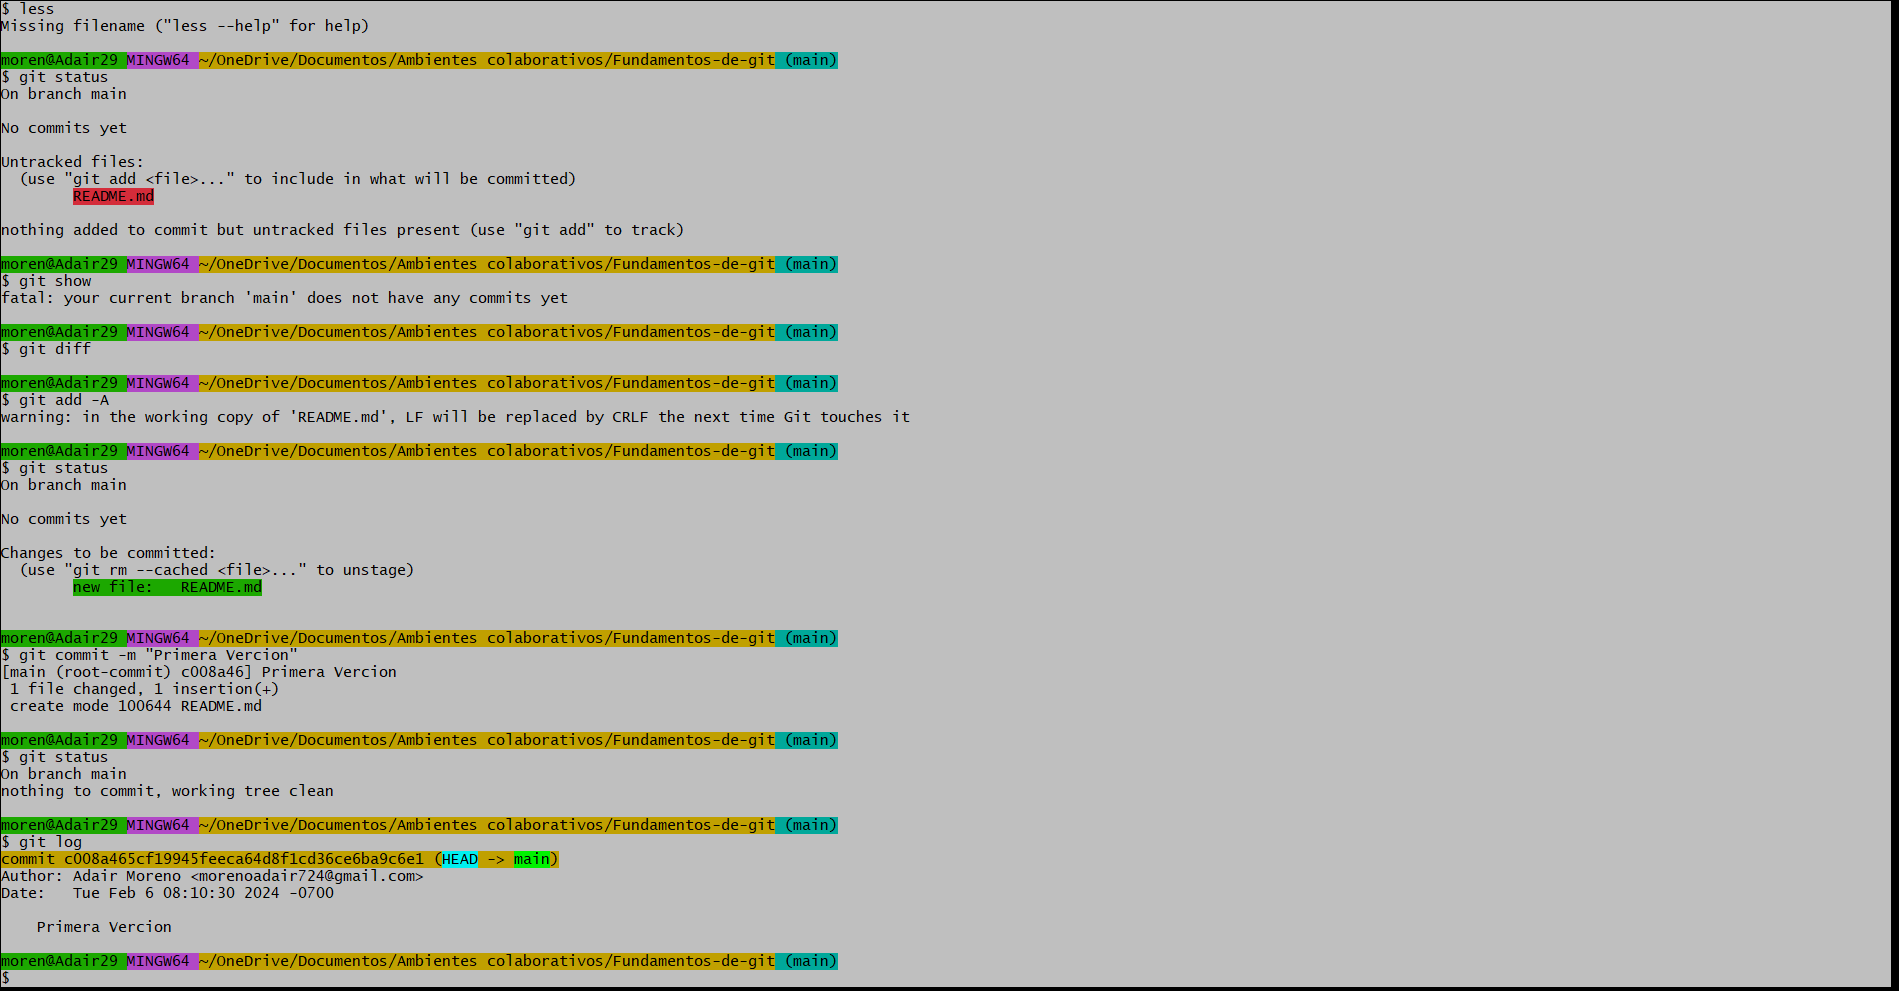 $ less
Missing filename ("less --help" for help)
moren@Adair29 MINGW64 ~/OneDrive/Documentos/Ambientes colaborativos/Fundamentos-de-git (main)
$ git status
On branch main
No commits yet
Untracked files:
  (use "git add <file>..." to include in what will be committed)
        README.md
nothing added to commit but untracked files present (use "git add" to track)
moren@Adair29 MINGW64 ~/OneDrive/Documentos/Ambientes colaborativos/Fundamentos-de-git (main)
$ git show
fatal: your current branch 'main' does not have any commits yet
moren@Adair29 MINGW64 ~/OneDrive/Documentos/Ambientes colaborativos/Fundamentos-de-git (main)
$ git diff
moren@Adair29 MINGW64 ~/OneDrive/Documentos/Ambientes colaborativos/Fundamentos-de-git (main)
$ git add -A
warning: in the working copy of 'README.md', LF will be replaced by CRLF the next time Git touches it
moren@Adair29 MINGW64 ~/OneDrive/Documentos/Ambientes colaborativos/Fundamentos-de-git (main)
$ git status
On branch main
No commits yet
Changes to be committed:
  (use "git rm --cached <file>..." to unstage)
        new file:   README.md
moren@Adair29 MINGW64 ~/OneDrive/Documentos/Ambientes colaborativos/Fundamentos-de-git (main)
$ git commit -m "Primera Vercion"
[main (root-commit) c008a46] Primera Vercion
 1 file changed, 1 insertion(+)
 create mode 100644 README.md
moren@Adair29 MINGW64 ~/OneDrive/Documentos/Ambientes colaborativos/Fundamentos-de-git (main)
$ git status
On branch main
nothing to commit, working tree clean
moren@Adair29 MINGW64 ~/OneDrive/Documentos/Ambientes colaborativos/Fundamentos-de-git (main)
$ git log
commit c008a465cf19945feeca64d8f1cd36ce6ba9c6e1 (HEAD -> main)
Author: Adair Moreno <morenoadair724@gmail.com>
Date:   Tue Feb 6 08:10:30 2024 -0700
    Primera Vercion
moren@Adair29 MINGW64 ~/OneDrive/Documentos/Ambientes colaborativos/Fundamentos-de-git (main)
$